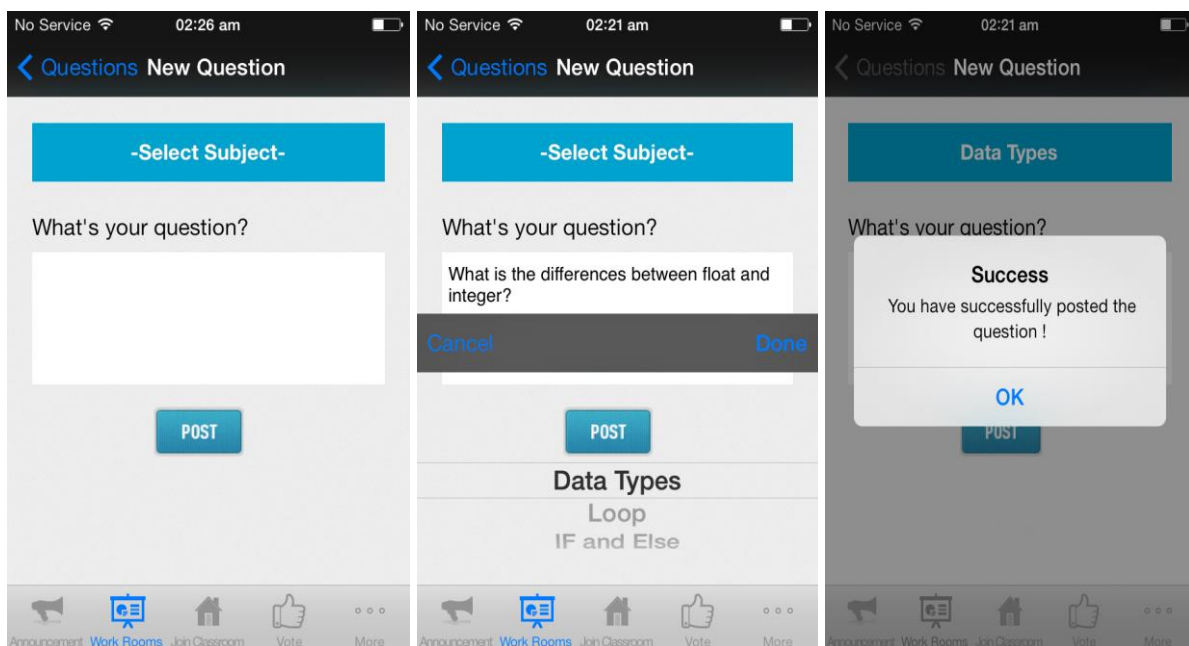 No Service 02:26 am
Questions New Question
-Select Subject-
What's your question?
POST
Announcement Work Rooms Join Classroom Vote More
No Service 02:21 am
Questions New Question
-Select Subject-
What's your question?
What is the differences between float and
integer?
Cancel Done
POST
Data Types
Loop
IF and Else
Announcement Work Rooms Join Classroom Vote More
No Service 02:21 am
Questions New Question
Data Types
What's your question?
Success
You have successfully posted the
question !
OK
POST
Announcement Work Rooms Join Classroom Vote More